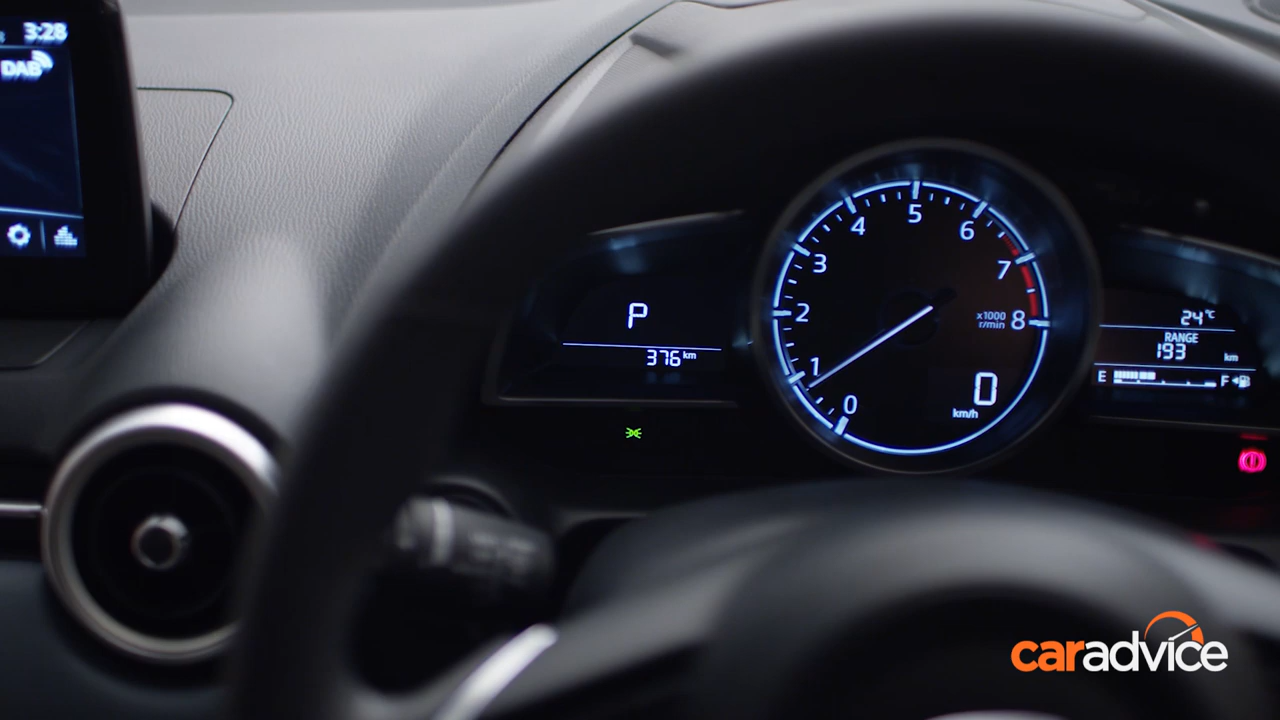 3:28
DAB
P
376 km
0
1
2
3
4
5
6
7
8
x1000
r/min
0
km/h
24°C
RANGE
193 km
E F
caradvice